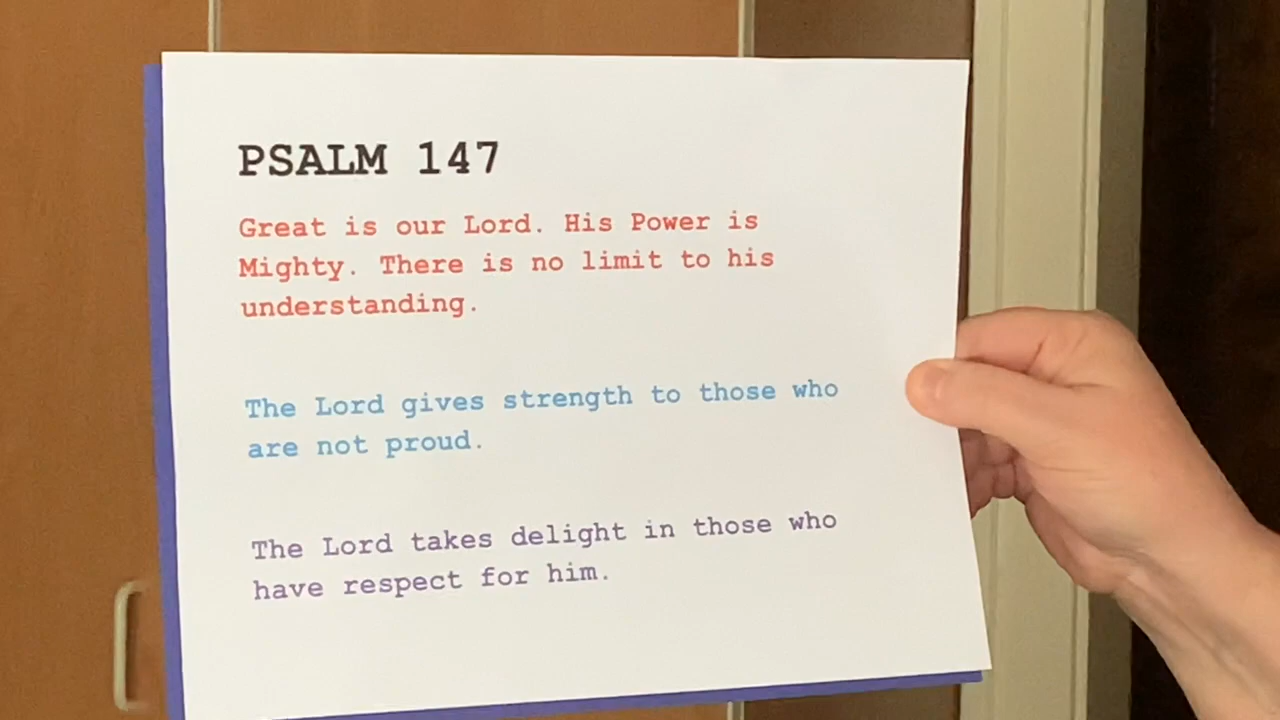 PSALM 147
Great is our Lord. His Power is
Mighty. There is no limit to his
understanding.
The Lord gives strength to those who
are not proud.
The Lord takes delight in those who
have respect for him.